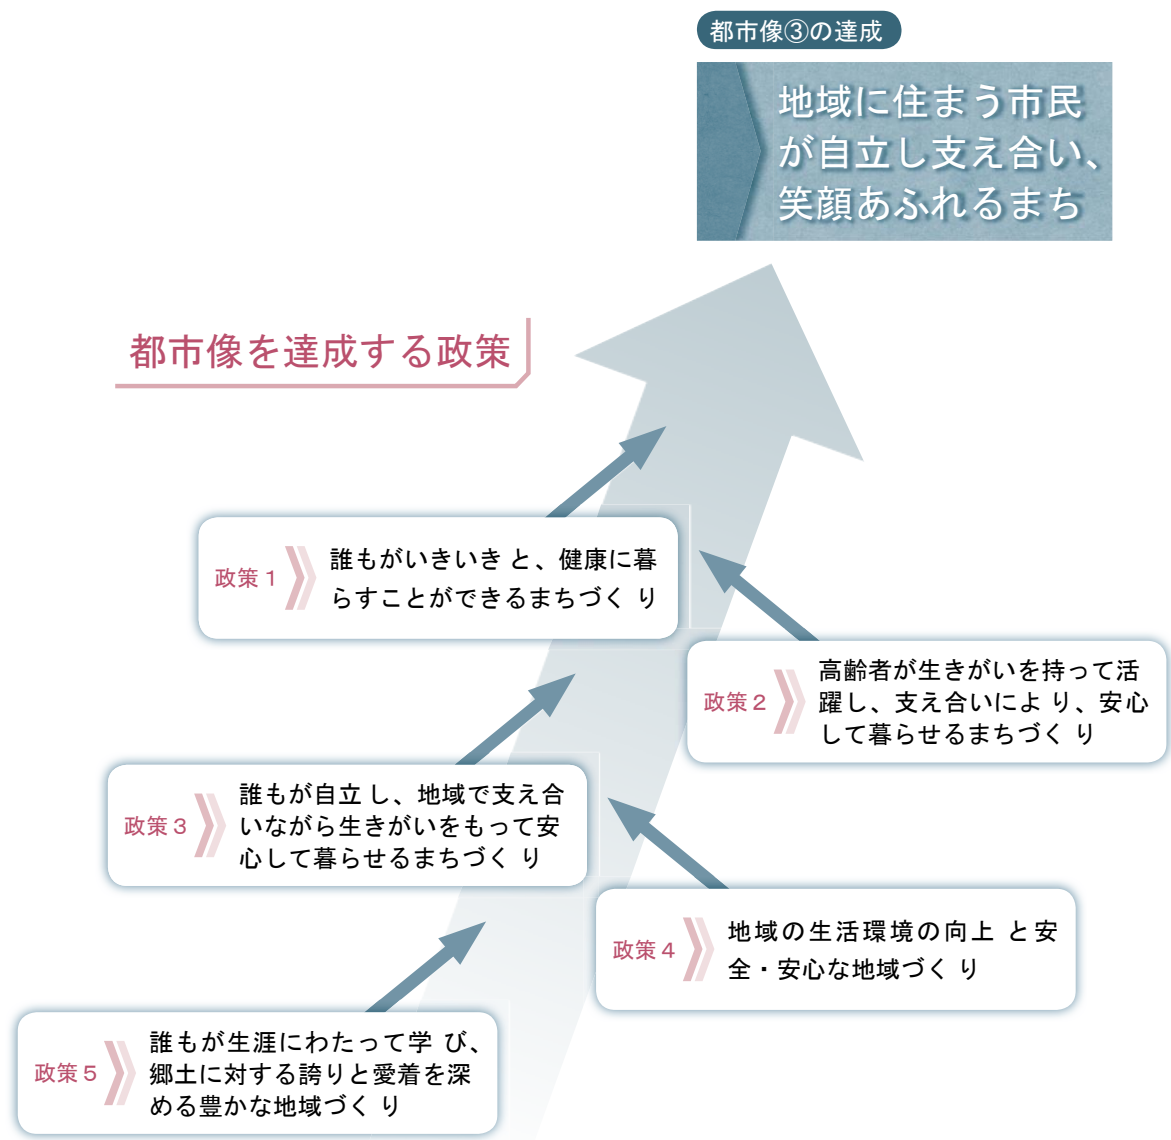 都市像③の達成
地域に住まう市民
が自立し支え合い、
笑顔あふれるまち
都市像を達成する政策
政策1
誰もがいきいきと、健康に暮
らすことができるまちづくり
政策2
高齢者が生きがいを持って活
躍し、支え合いにより、安心
して暮らせるまちづくり
政策3
誰もが自立し、地域で支え合
いながら生きがいをもって安
心して暮らせるまちづくり
政策4
地域の生活環境の向上と安
全・安心な地域づくり
政策5
誰もが生涯にわたって学び、
郷土に対する誇りと愛着を深
める豊かな地域づくり